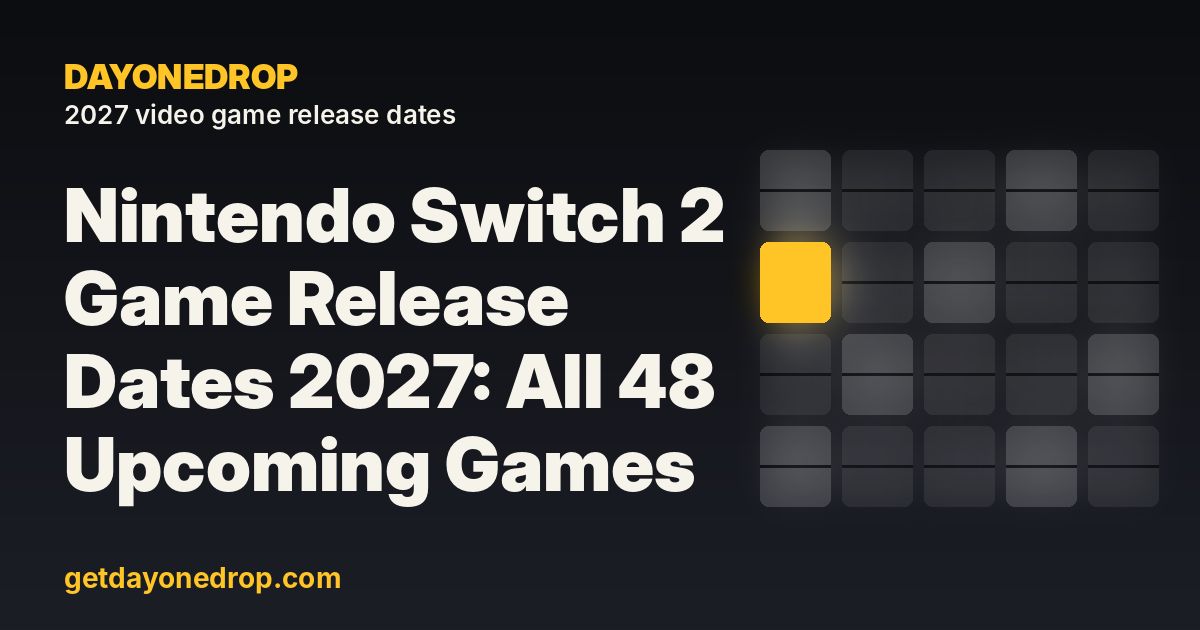 DAYONEDROP
2027 video game release dates
Nintendo Switch 2
Game Release
Dates 2027: All 48
Upcoming Games
getdayonedrop.com